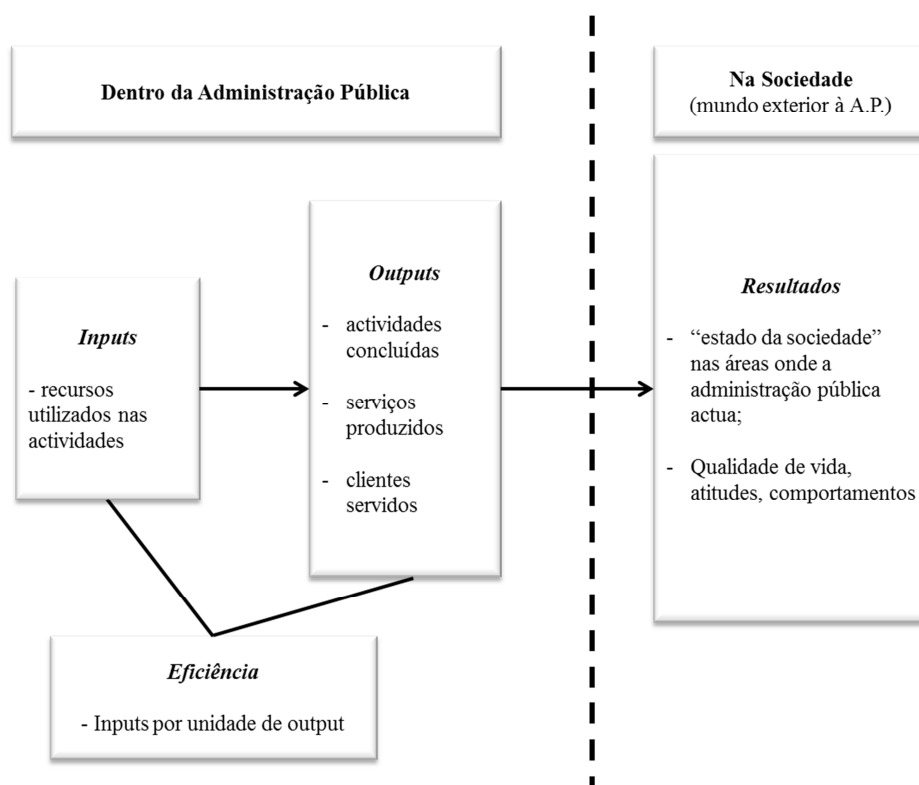 Dentro da Administração Pública
Na Sociedade
(mundo exterior à A.P.)
Inputs
- recursos
utilizados nas
actividades
Outputs
- actividades
concluídas
- serviços
produzidos
- clientes
servidos
Resultados
- “estado da sociedade”
nas áreas onde a
administração pública
actua;
- Qualidade de vida,
atitudes, comportamentos
Eficiência
- Inputs por unidade de output